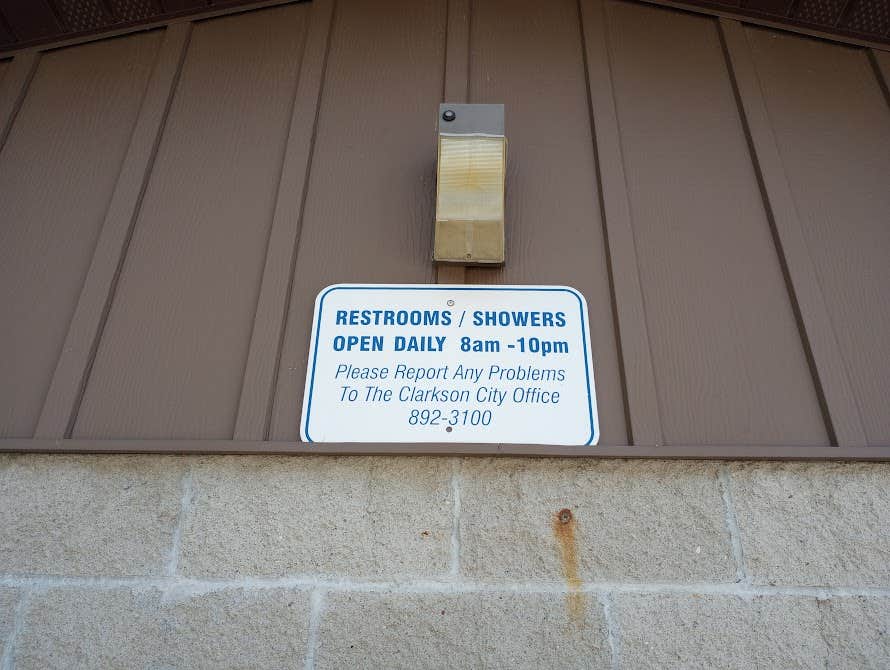 RESTROOMS / SHOWERS
OPEN DAILY 8am -10pm
Please Report Any Problems
To The Clarkson City Office
892-3100